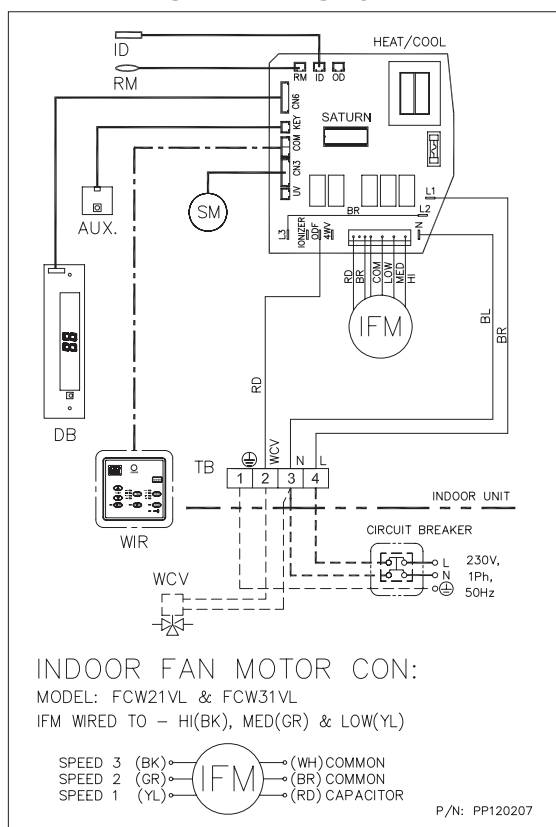 ID
HEAT/COOL
RM
RM ID OD
CN6
SATURN
KEY
COM
CN3
UV
AUX.
SM
L1
L2
BR
L3
IONIZER
ODF
4WV
N
RD
BR
COM
LOW
MED
HI
IFM
BL
BR
RD
88
DB
WCV N L
TB
1 2 3 4
INDOOR UNIT
WIR
CIRCUIT BREAKER
WCV
L 230V,
N 1Ph,
50Hz
INDOOR FAN MOTOR CON:
MODEL: FCW21VL & FCW31VL
IFM WIRED TO – HI(BK), MED(GR) & LOW(YL)
SPEED 3 (BK) (WH) COMMON
SPEED 2 (GR) IFM (BR) COMMON
SPEED 1 (YL) (RD) CAPACITOR
P/N: PP120207